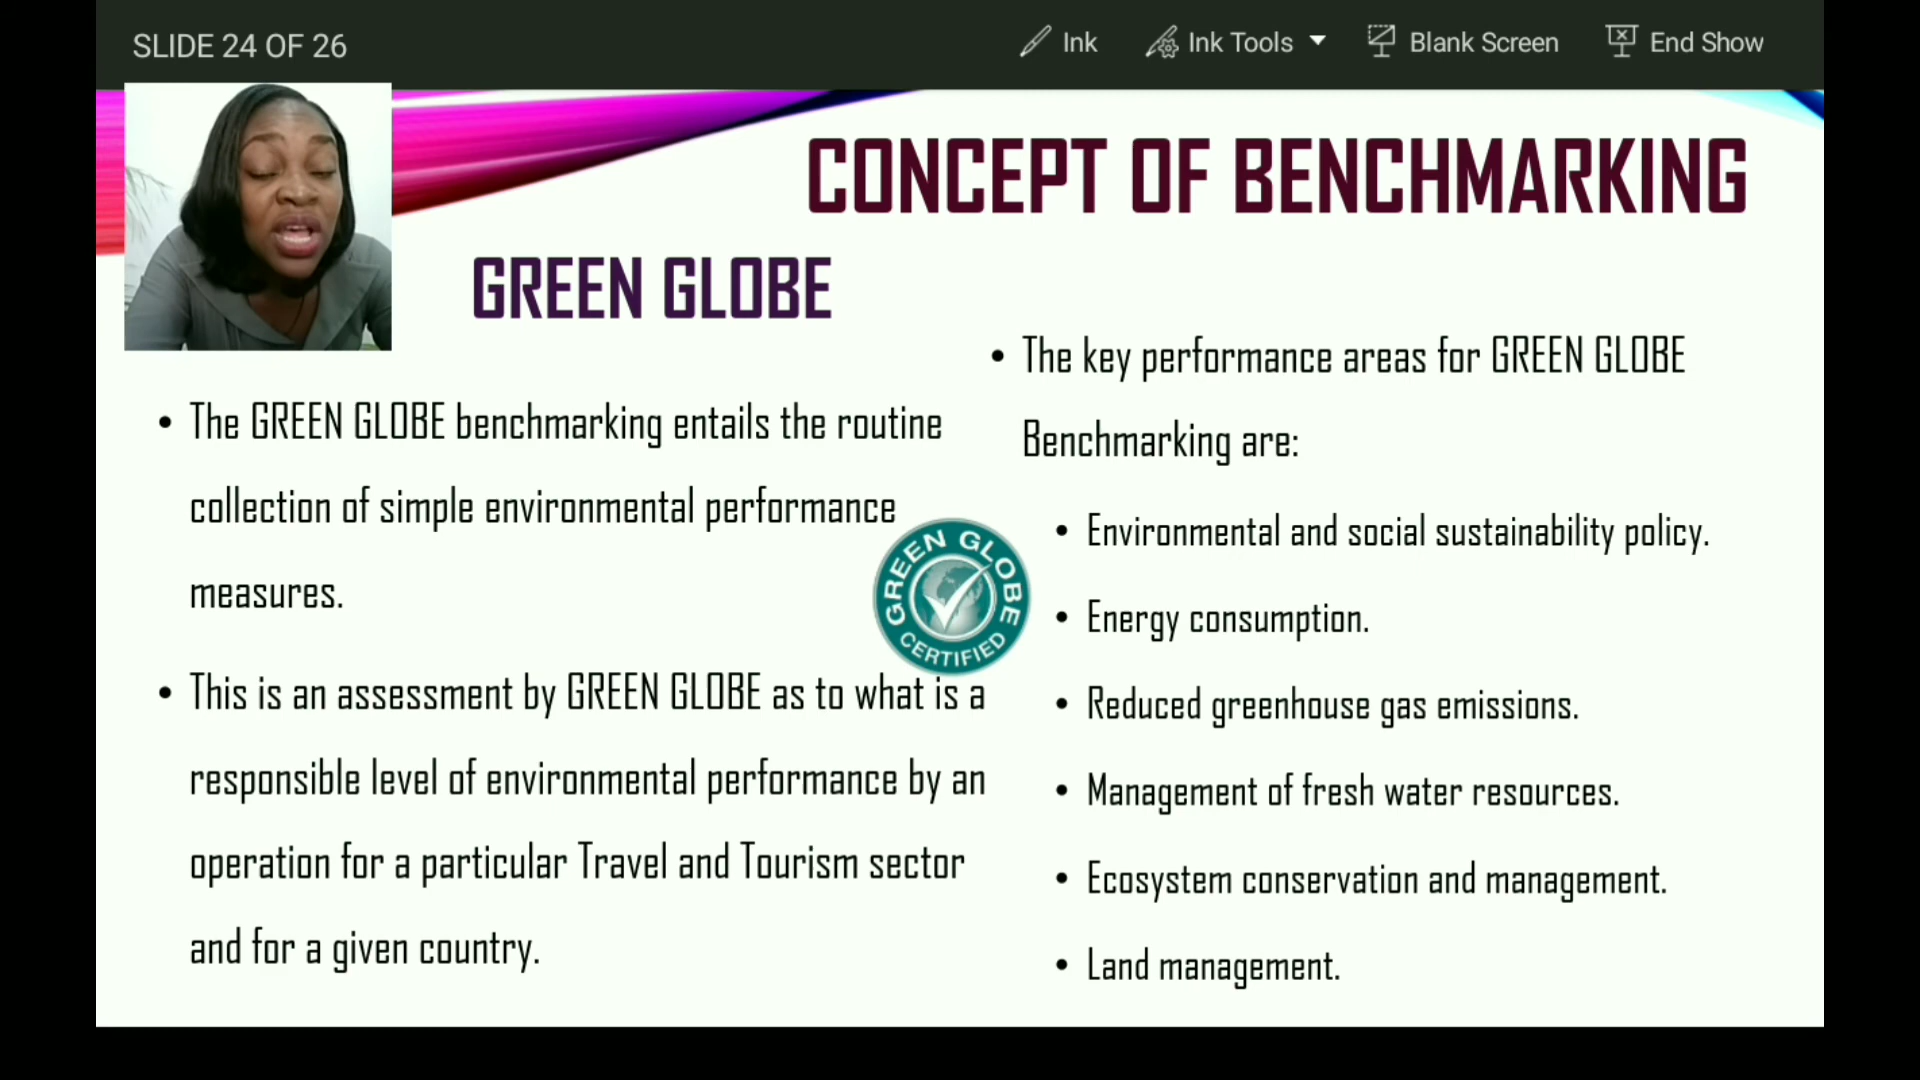 SLIDE 24 OF 26
Ink
Ink Tools
Blank Screen
End Show
CONCEPT OF BENCHMARKING
GREEN GLOBE
• The GREEN GLOBE benchmarking entails the routine
collection of simple environmental performance
measures.
• This is an assessment by GREEN GLOBE as to what is a
responsible level of environmental performance by an
operation for a particular Travel and Tourism sector
and for a given country.
GREEN GLOBE
CERTIFIED
• The key performance areas for GREEN GLOBE
Benchmarking are:
• Environmental and social sustainability policy.
• Energy consumption.
• Reduced greenhouse gas emissions.
• Management of fresh water resources.
• Ecosystem conservation and management.
• Land management.